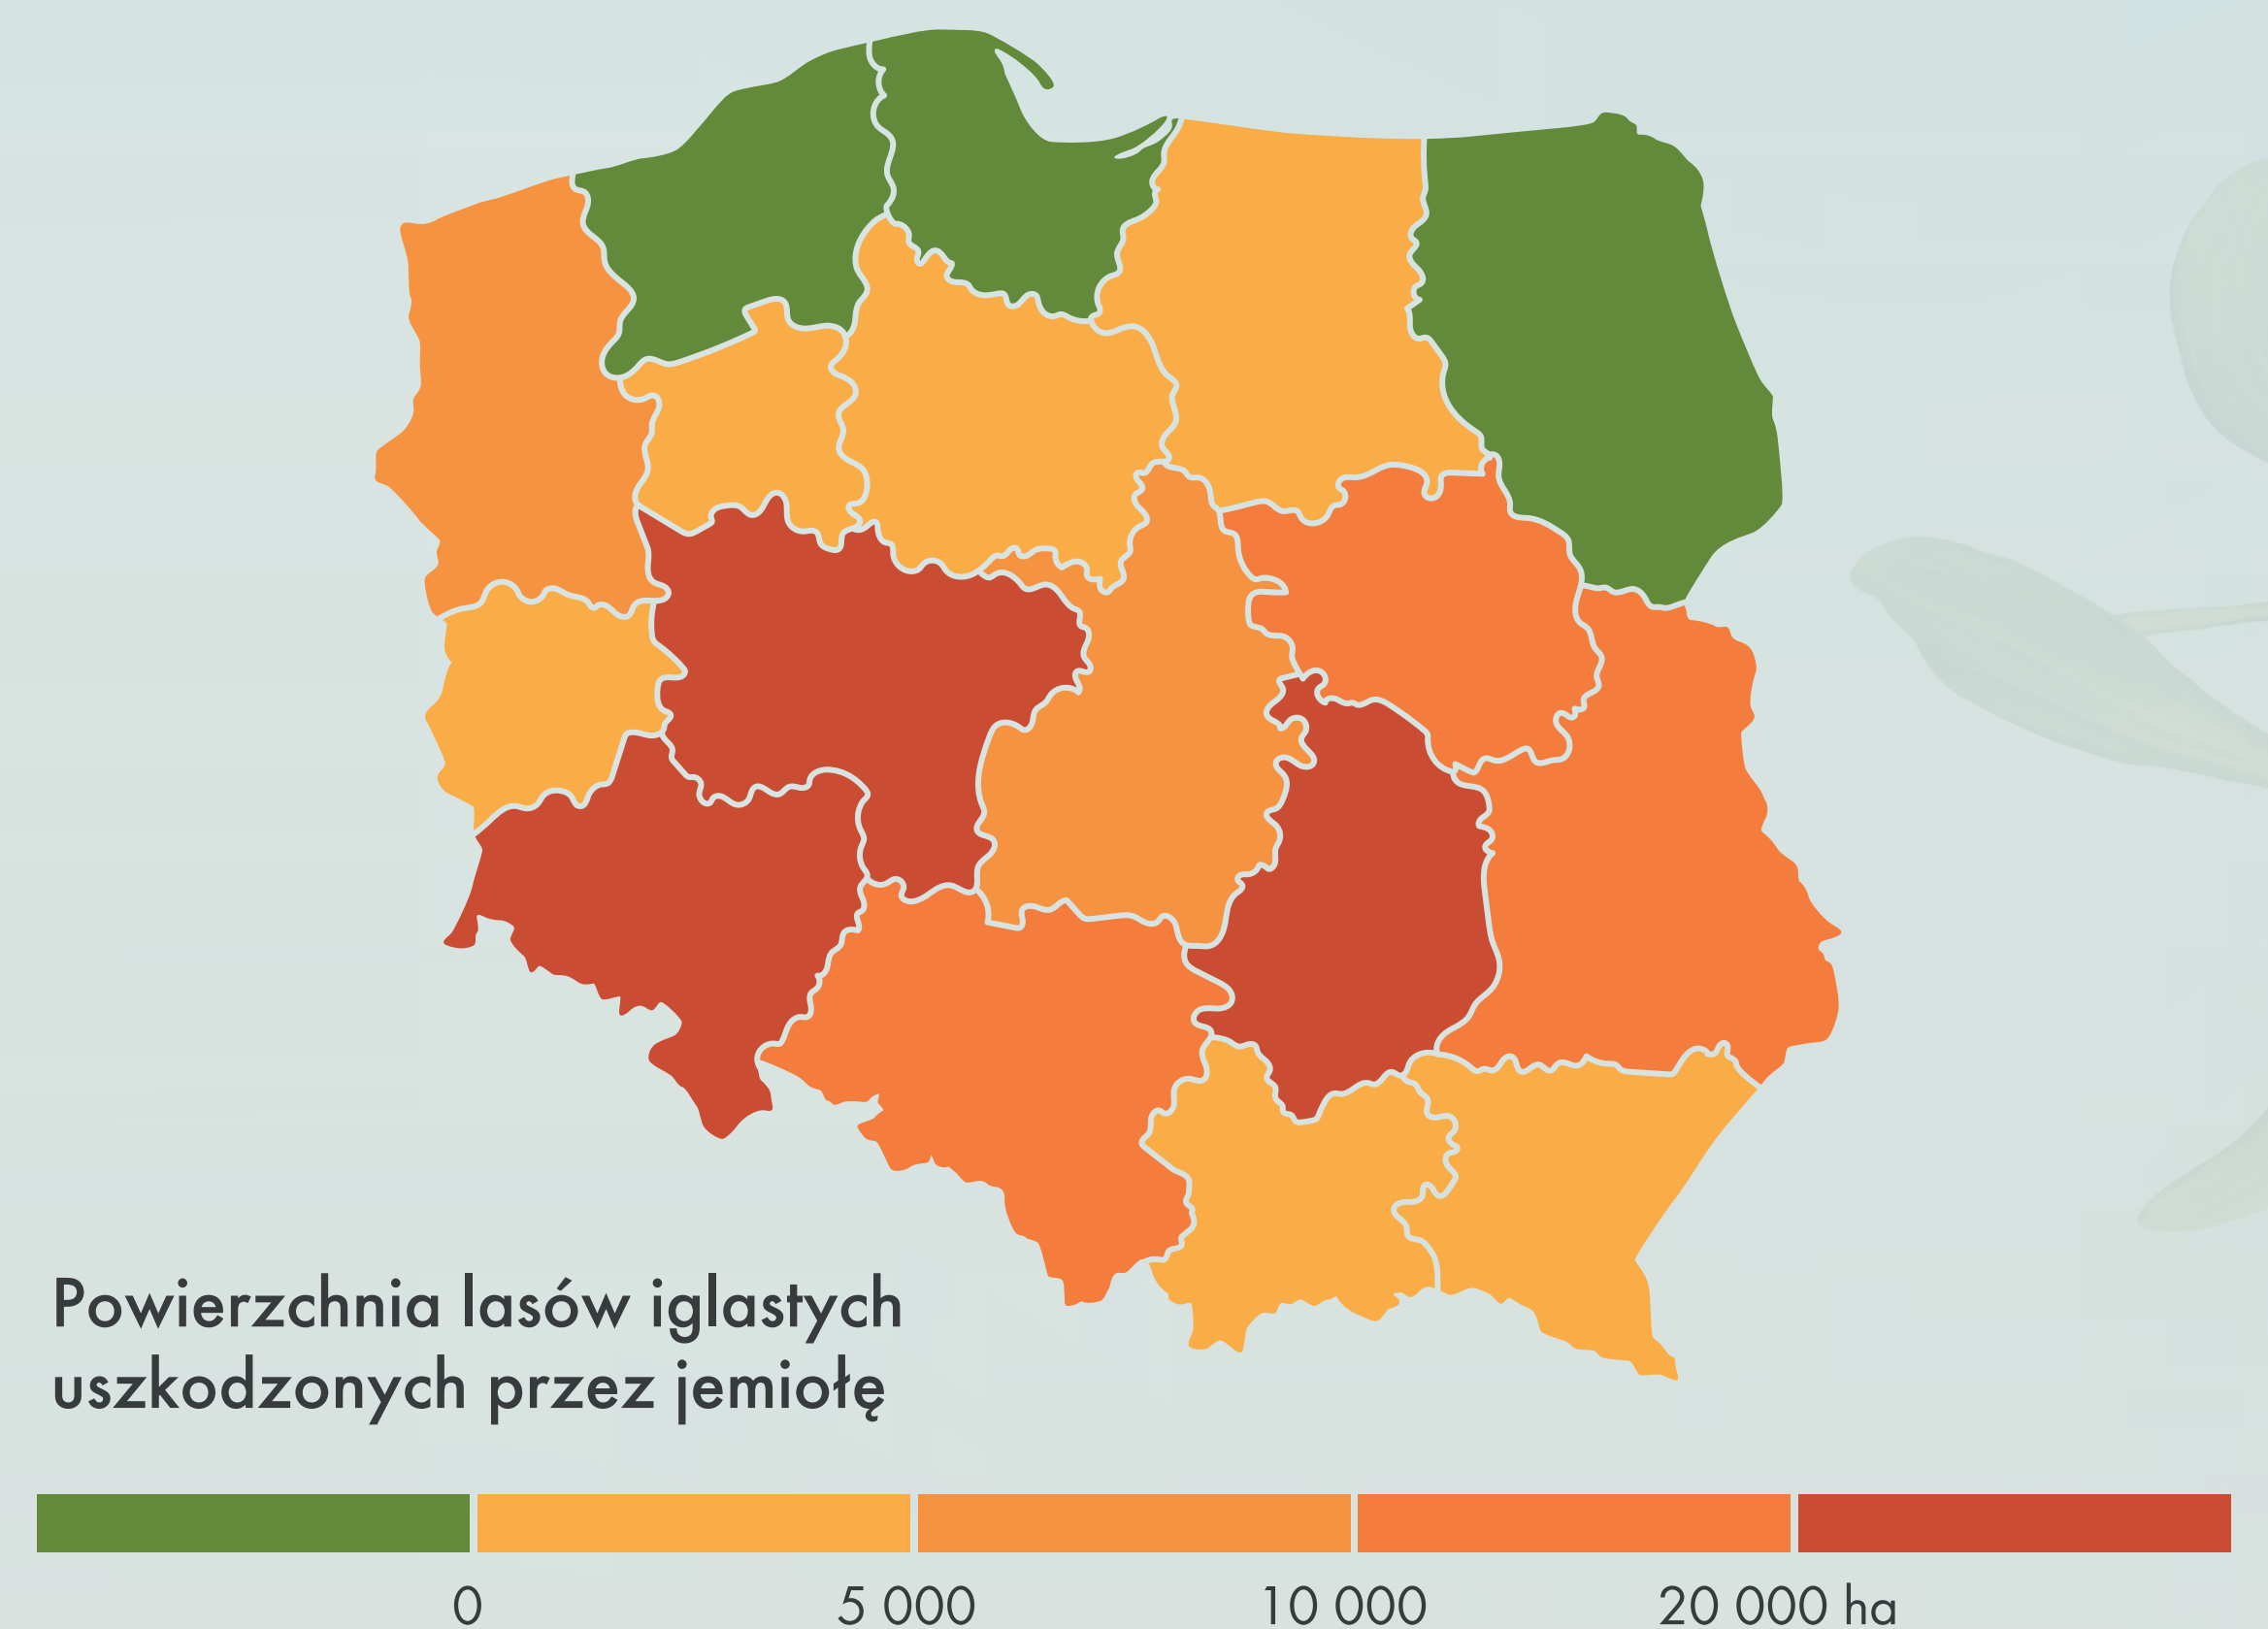 Powierzchnia lasów iglastych
uszkodzonych przez jemiołę
0 5 000 10 000 20 000 ha